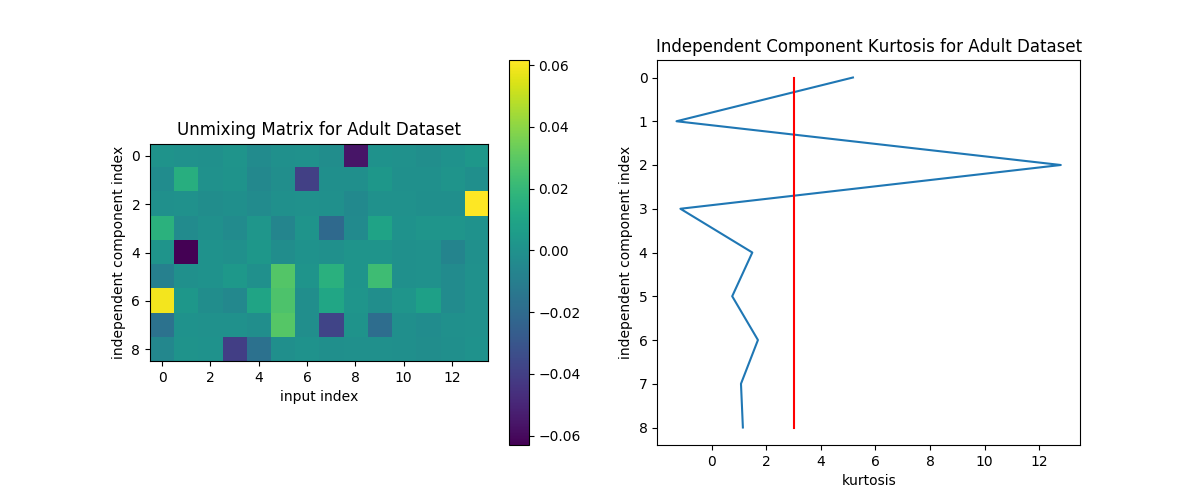 Unmixing Matrix for Adult Dataset
independent component index
0
2
4
6
8
0 2 4 6 8 10 12
input index
0.06
0.04
0.02
0.00
−0.02
−0.04
−0.06
Independent Component Kurtosis for Adult Dataset
independent component index
0
1
2
3
4
5
6
7
8
0 2 4 6 8 10 12
kurtosis